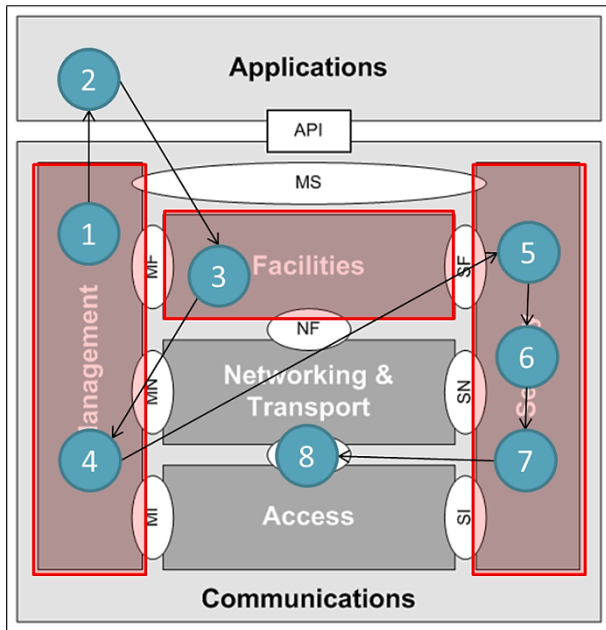 2
Applications
API
MS
1
MF
3
Facilities
SF
5
NF
Management
MN
Networking &
Transport
SN
6
4
8
7
MI
Access
SI
Communications